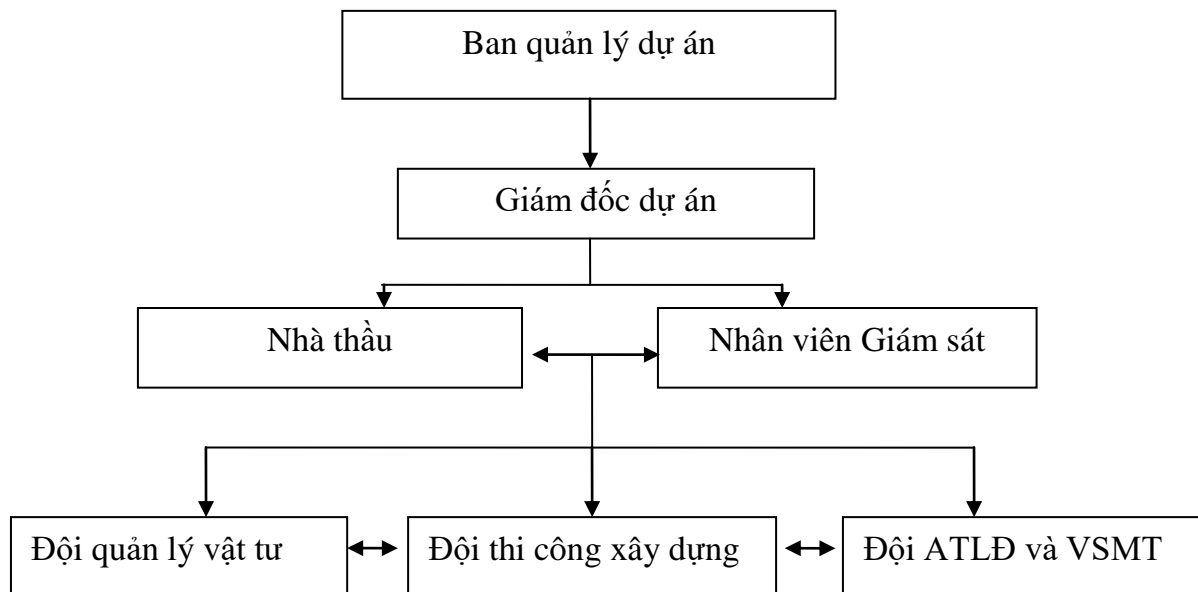 Ban quản lý dự án
Giám đốc dự án
Nhà thầu
Nhân viên Giám sát
Đội quản lý vật tư
Đội thi công xây dựng
Đội ATLĐ và VSMT